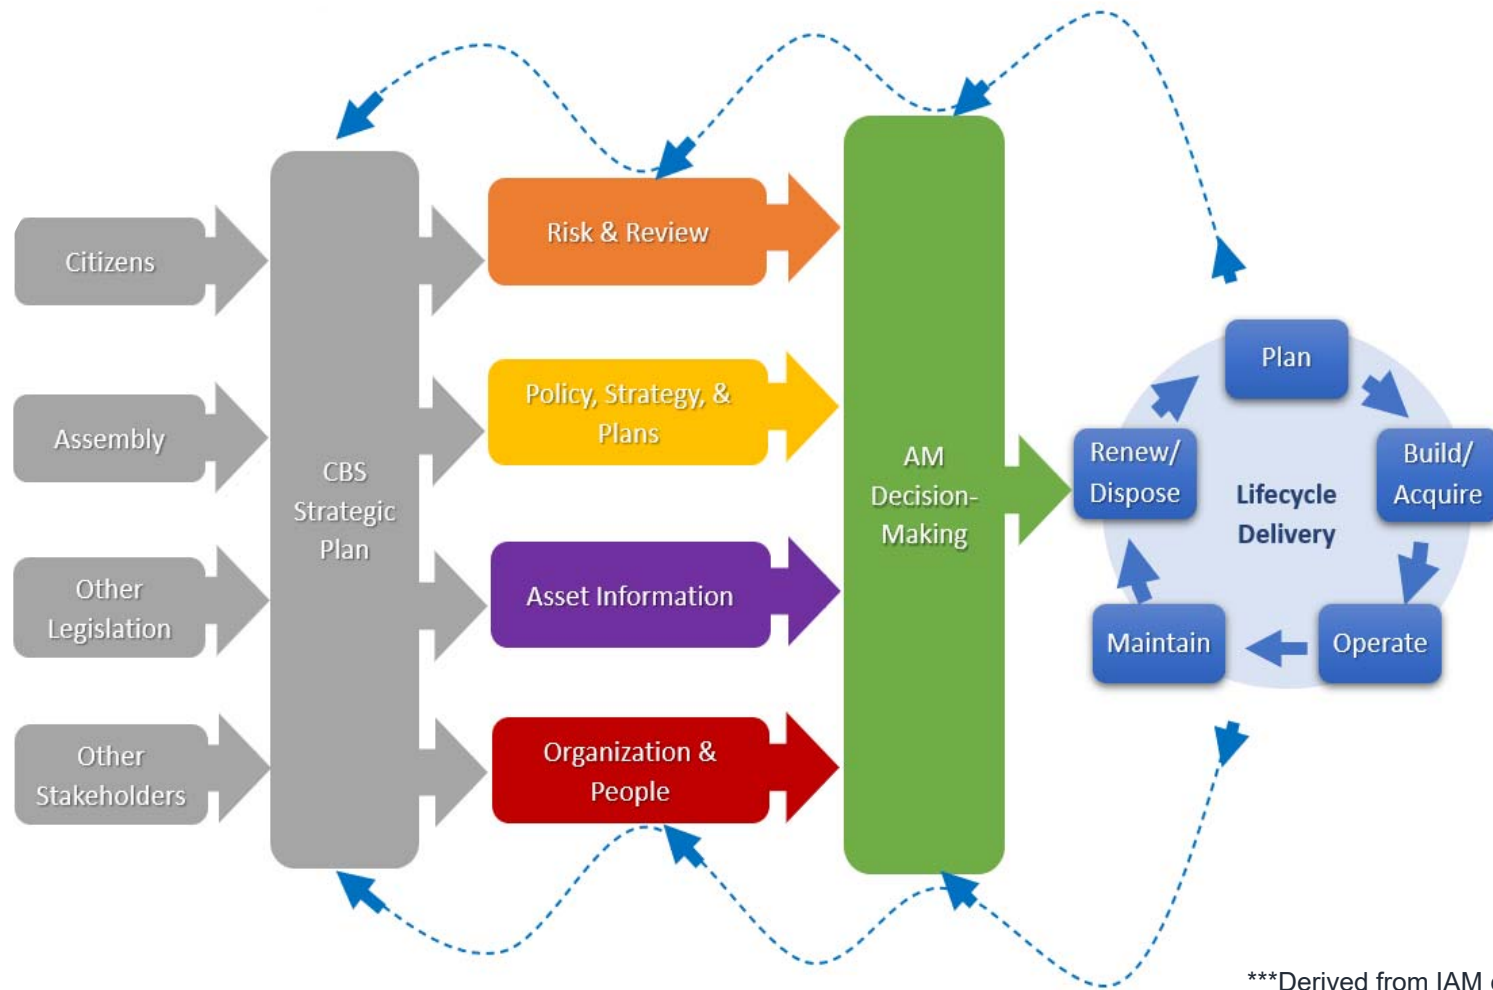 Citizens
Assembly
Other
Legislation
Other
Stakeholders
CBS
Strategic
Plan
Risk & Review
Policy, Strategy, &
Plans
Asset Information
Organization &
People
AM
Decision-
Making
Plan
Build/
Acquire
Operate
Maintain
Renew/
Dispose
Lifecycle
Delivery
***Derived from IAM